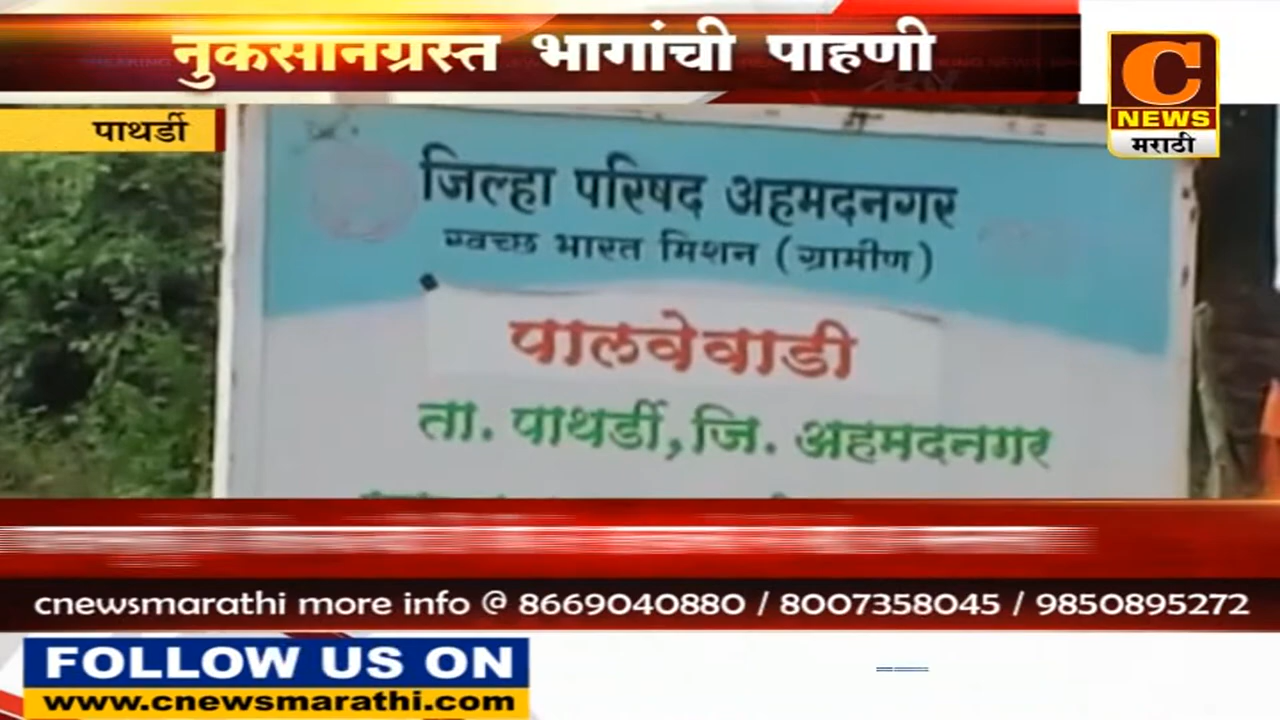 नुकसानग्रस्त भागांची पाहणी
C
NEWS
मराठी
पाथर्डी
जिल्हा परिषद अहमदनगर
स्वच्छ भारत मिशन (ग्रामीण)
पालवेवाडी
ता. पाथर्डी, जि. अहमदनगर
cnewsmarathi more info @ 8669040880 / 8007358045 / 9850895272
FOLLOW US ON
www.cnewsmarathi.com